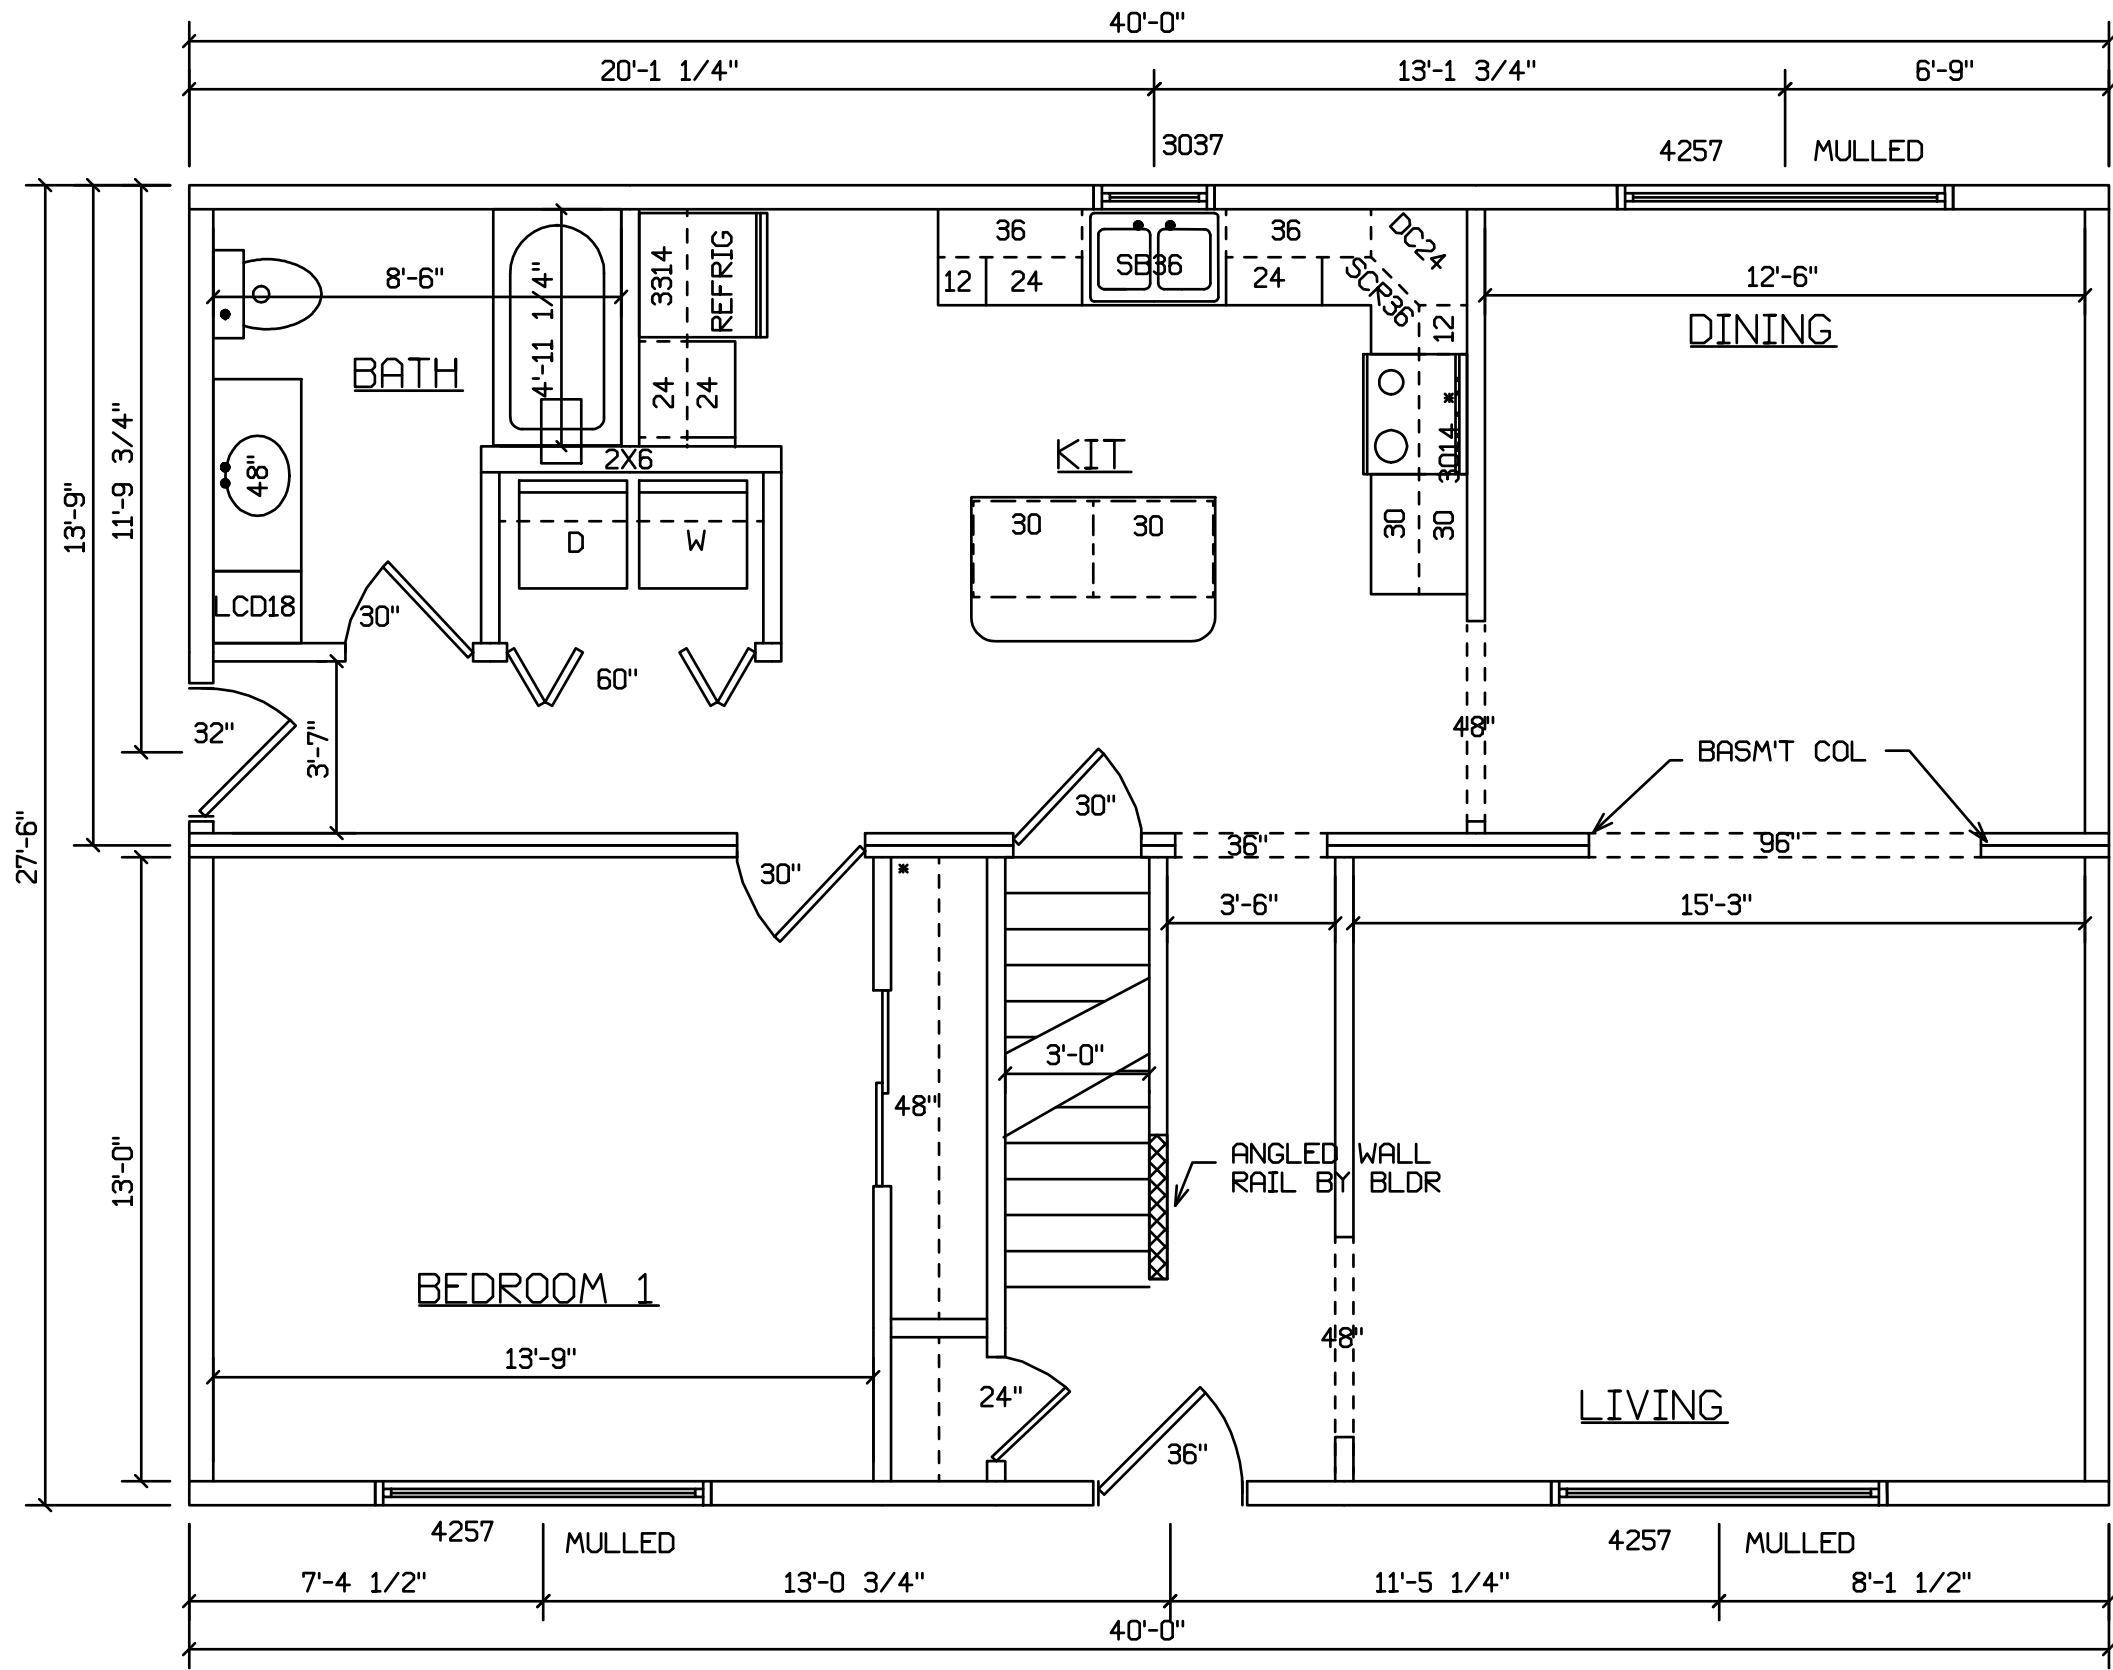 40'-0"
20'-1 1/4"
13'-1 3/4"
6'-9"
3037
4257
MULLED
36
36
DC24
8'-6"
4'-11 1/4"
3314
REFRIG
12
24
SB36
24
SCR36
12
12'-6"
DINING
BATH
24
24
*
3014
KIT
2X6
48"
11'-9 3/4"
13'-9"
D
W
30
30
30
30
LCD18
30"
60"
32"
3'-7"
48"
BASM'T COL
27'-6"
30"
36"
96"
30"
*
3'-6"
15'-3"
3'-0"
48"
13'-0"
ANGLED WALL
RAIL BY BLDR
BEDROOM 1
48"
13'-9"
24"
LIVING
36"
4257
MULLED
4257
MULLED
7'-4 1/2"
13'-0 3/4"
11'-5 1/4"
8'-1 1/2"
40'-0"